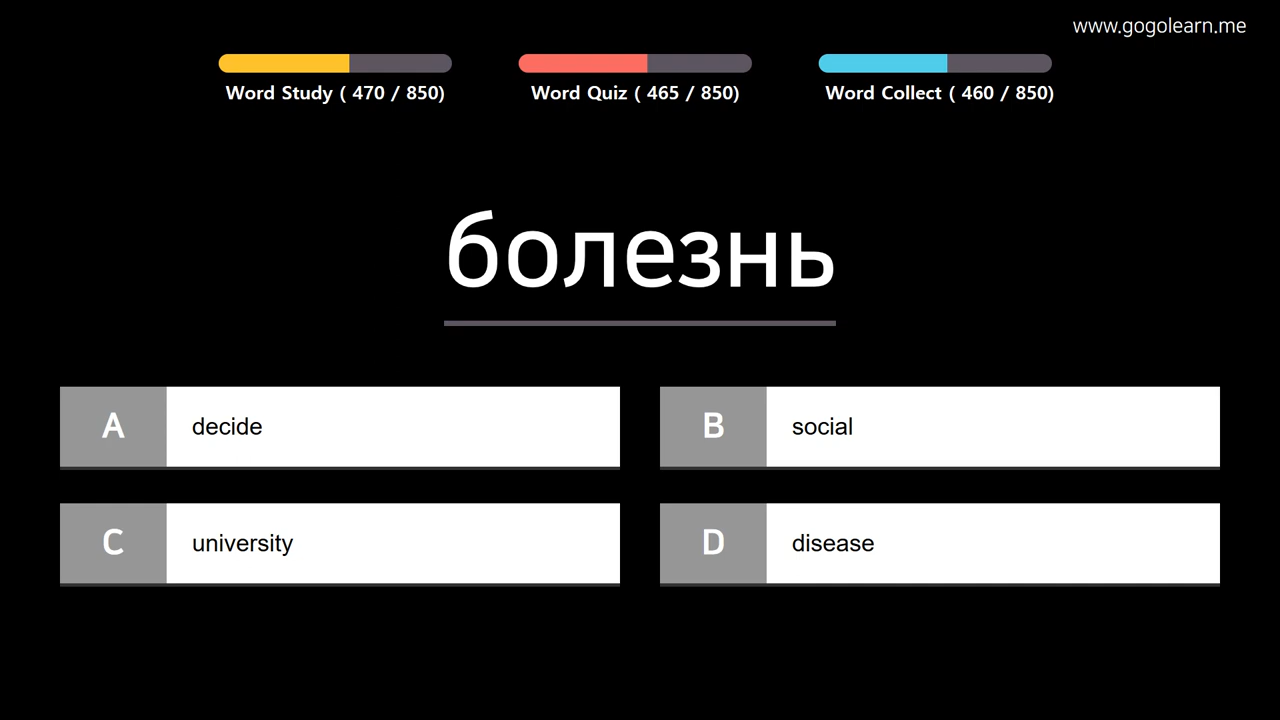 www.gogolearn.me
Word Study ( 470 / 850)
Word Quiz ( 465 / 850)
Word Collect ( 460 / 850)
болезнь
A decide
B social
C university
D disease